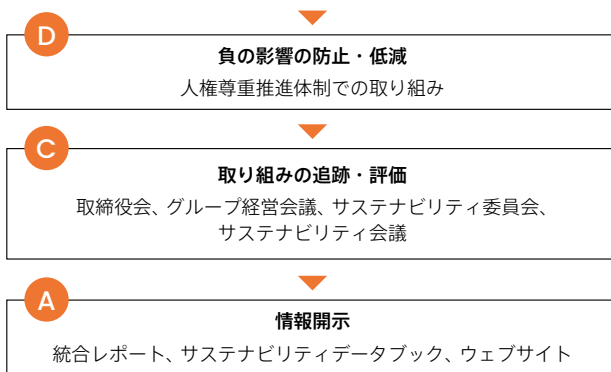 D
負の影響の防止・低減
人権尊重推進体制での取り組み
C
取り組みの追跡・評価
取締役会、グループ経営会議、サステナビリティ委員会、
サステナビリティ会議
A
情報開示
統合レポート、サステナビリティデータブック、ウェブサイト